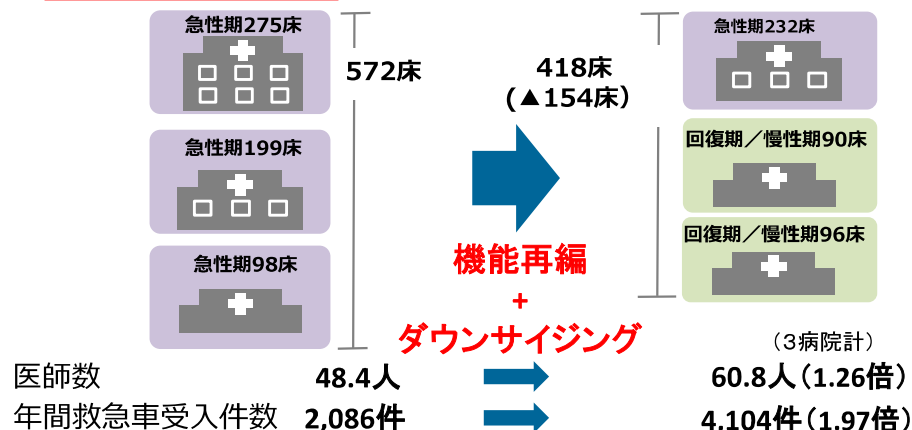 急性期275床
572床
急性期199床
急性期98床
418床
(▲154床)
急性期232床
回復期／慢性期90床
回復期／慢性期96床
機能再編
+
ダウンサイジング
（３病院計）
医師数 48.4人 60.8人（1.26倍）
年間救急車受入件数 2,086件 4,104件（1.97倍）